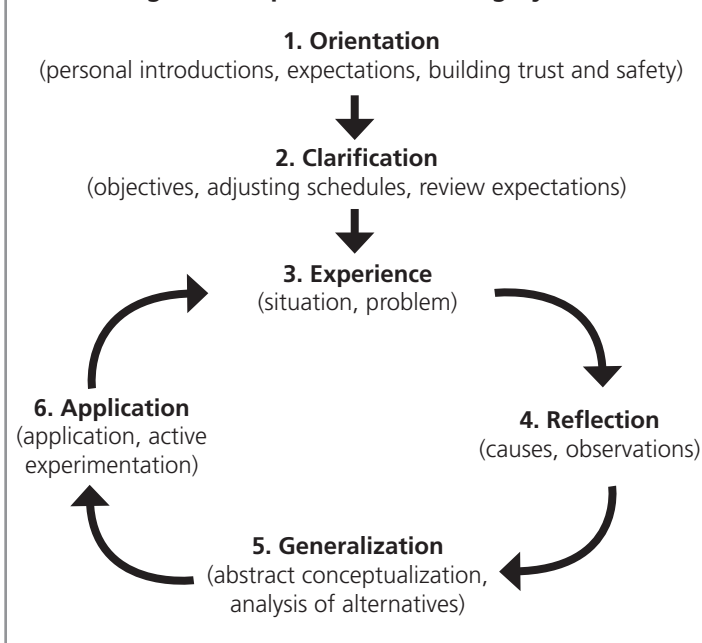 1. Orientation
(personal introductions, expectations, building trust and safety)
2. Clarification
(objectives, adjusting schedules, review expectations)
3. Experience
(situation, problem)
4. Reflection
(causes, observations)
5. Generalization
(abstract conceptualization,
analysis of alternatives)
6. Application
(application, active
experimentation)